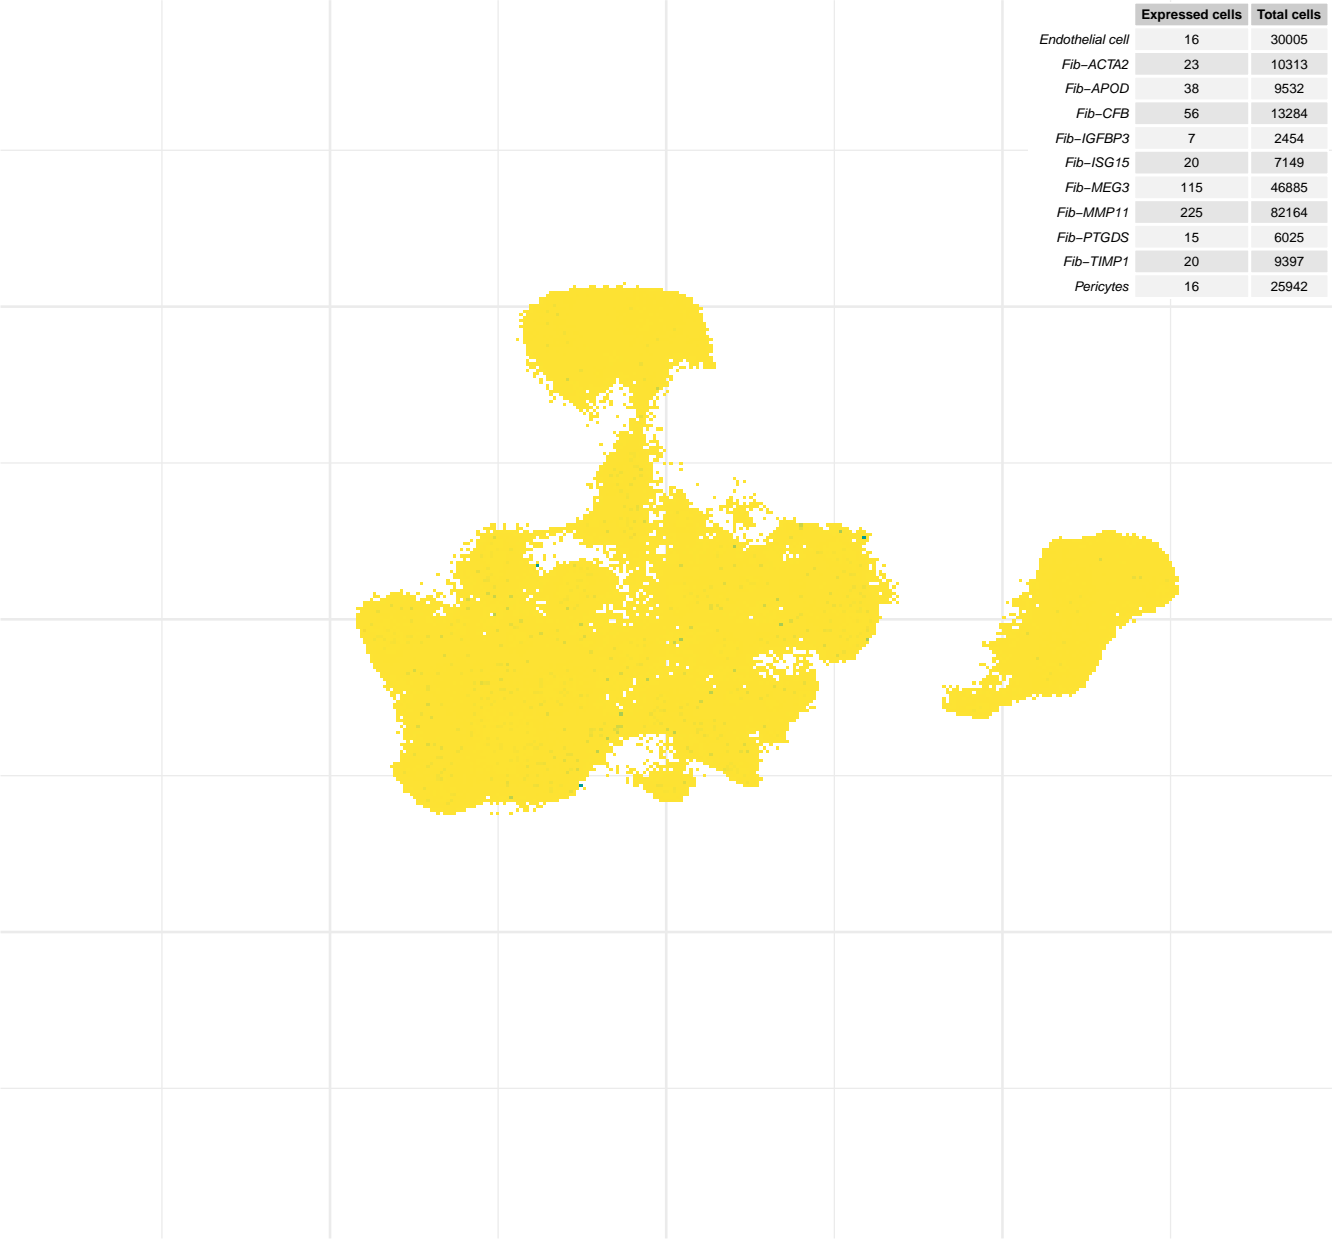 Expressed cells Total cells
Endothelial cell 16 30005
Fib−ACTA2 23 10313
Fib−APOD 38 9532
Fib−CFB 56 13284
Fib−IGFBP3 7 2454
Fib−ISG15 20 7149
Fib−MEG3 115 46885
Fib−MMP11 225 82164
Fib−PTGDS 15 6025
Fib−TIMP1 20 9397
Pericytes 16 25942